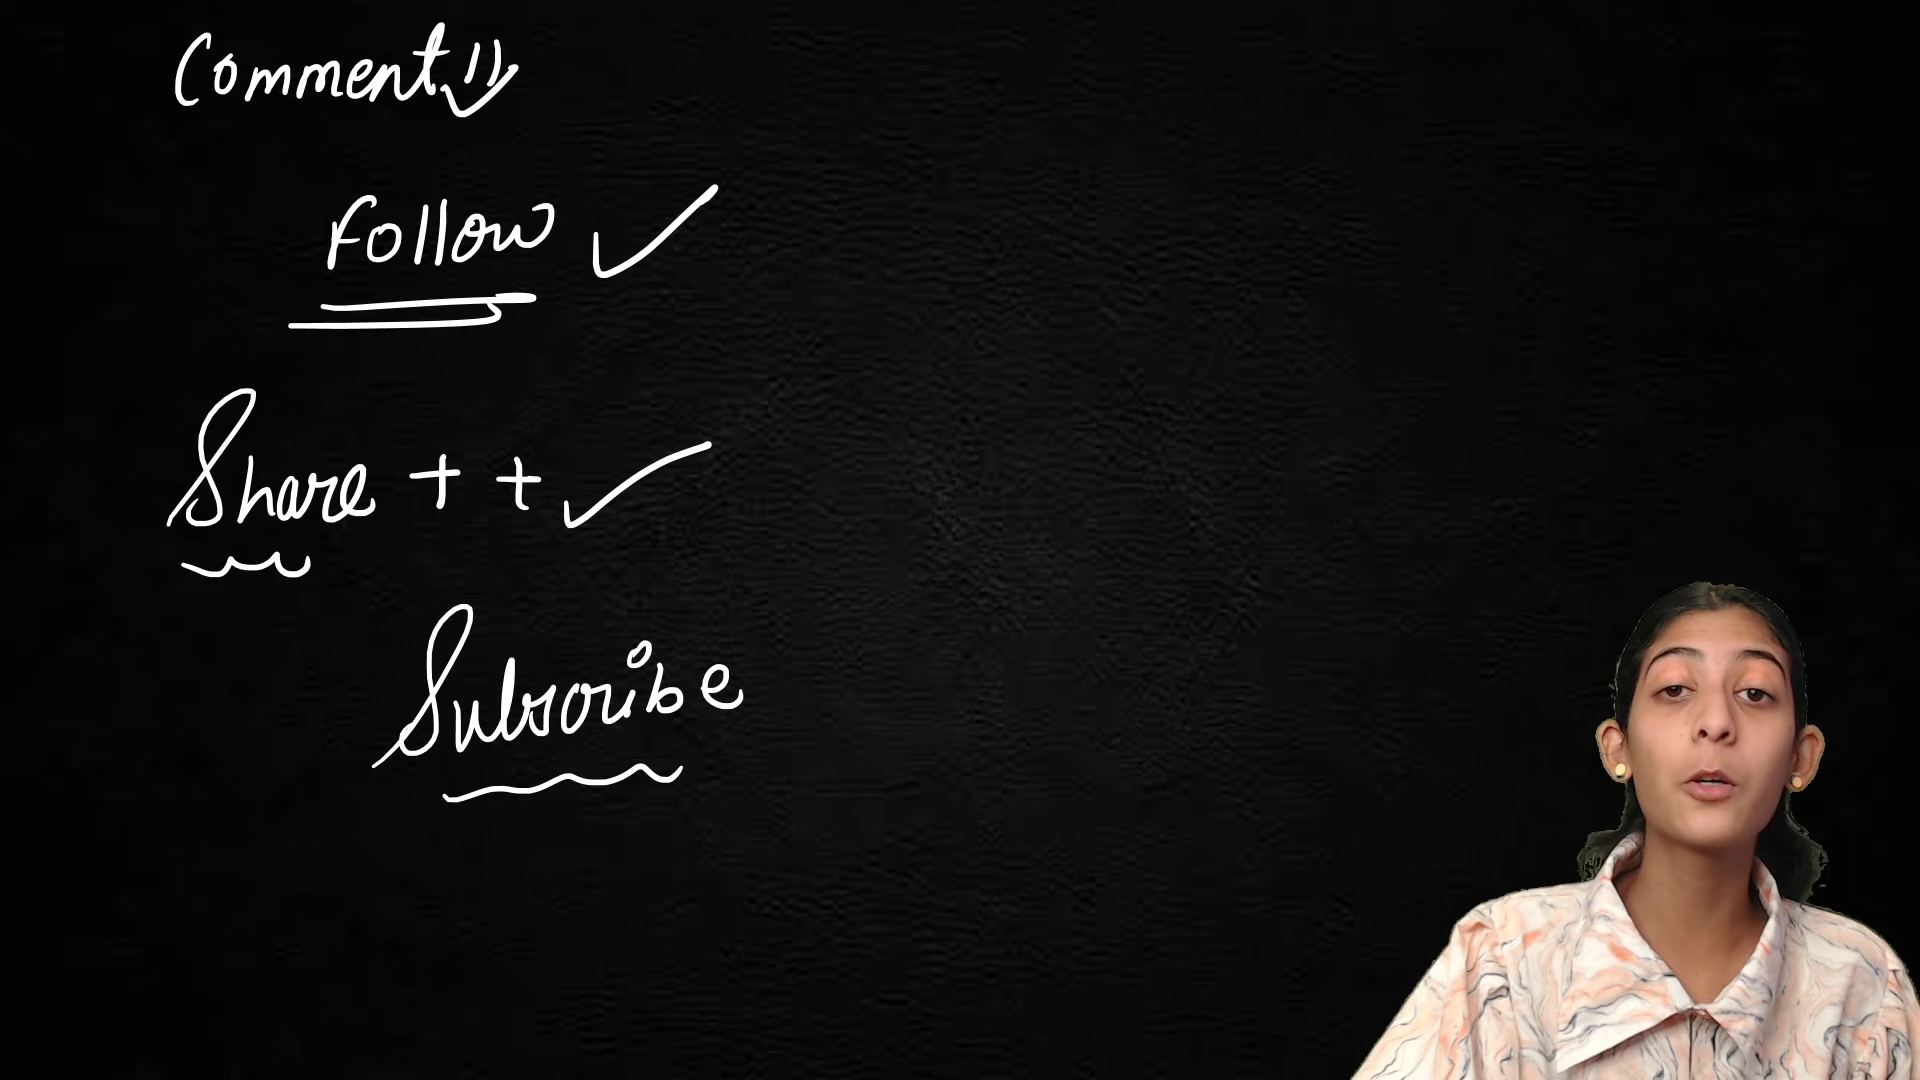 Comment!!
Follow ✓
Share + + ✓
Subscribe